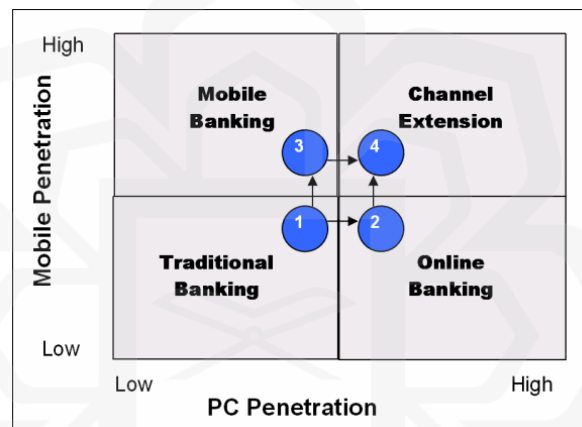 High
Mobile
Banking
Channel
Extension
3
4
Mobile Penetration
1
2
Traditional
Banking
Online
Banking
Low
Low
High
PC Penetration